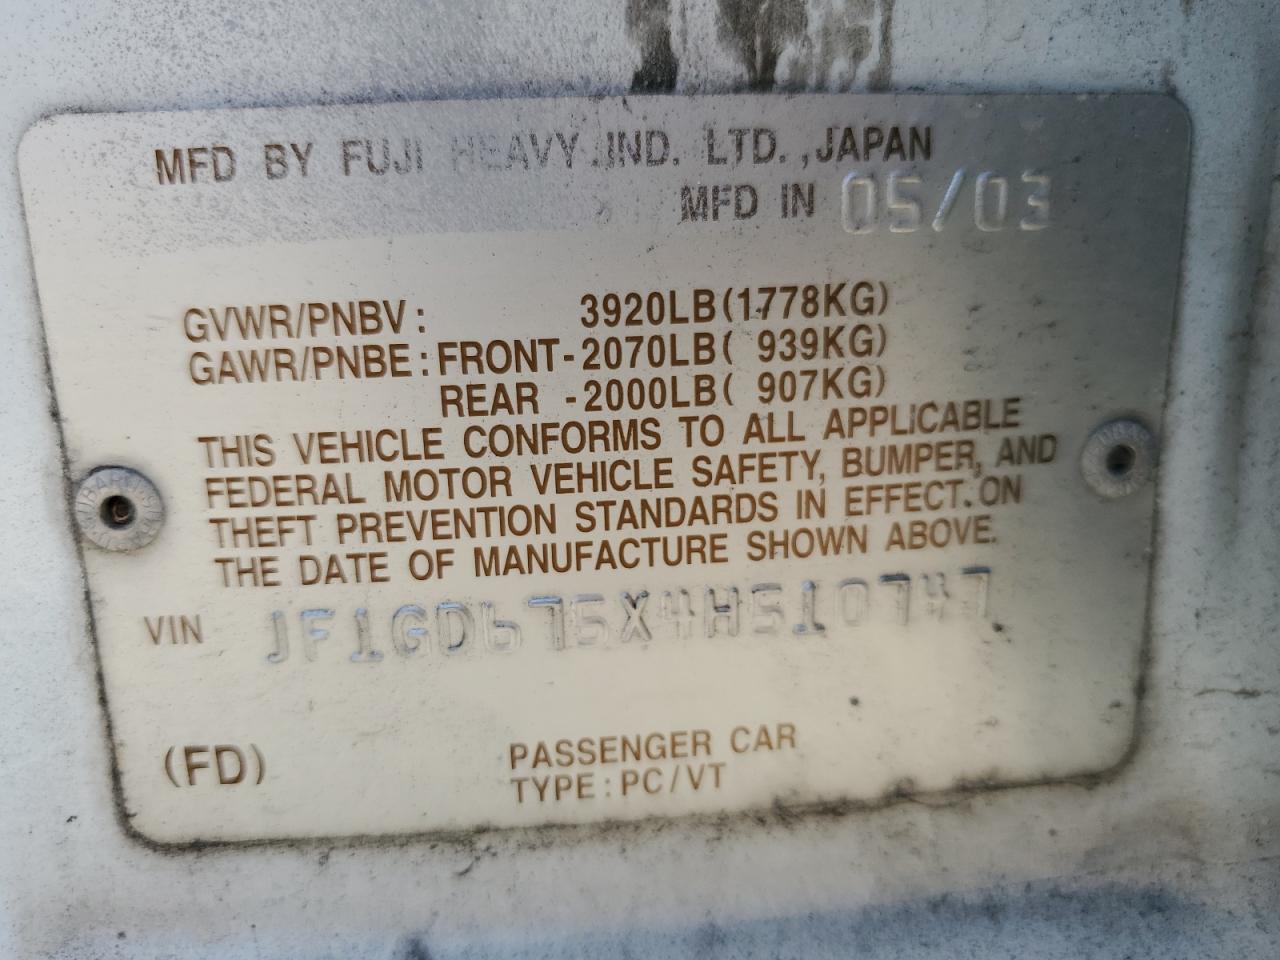 MFD BY FUJI HEAVY IND. LTD. ,JAPAN
MFD IN 05/03
GVWR/PNBV: 3920LB(1778KG)
GAWR/PNBE:FRONT-2070LB( 939KG)
REAR -2000LB( 907KG)
THIS VEHICLE CONFORMS TO ALL APPLICABLE
FEDERAL MOTOR VEHICLE SAFETY, BUMPER, AND
THEFT PREVENTION STANDARDS IN EFFECT ON
THE DATE OF MANUFACTURE SHOWN ABOVE.
VIN JF1GD675X4H510747
(FD) PASSENGER CAR
TYPE:PC/VT